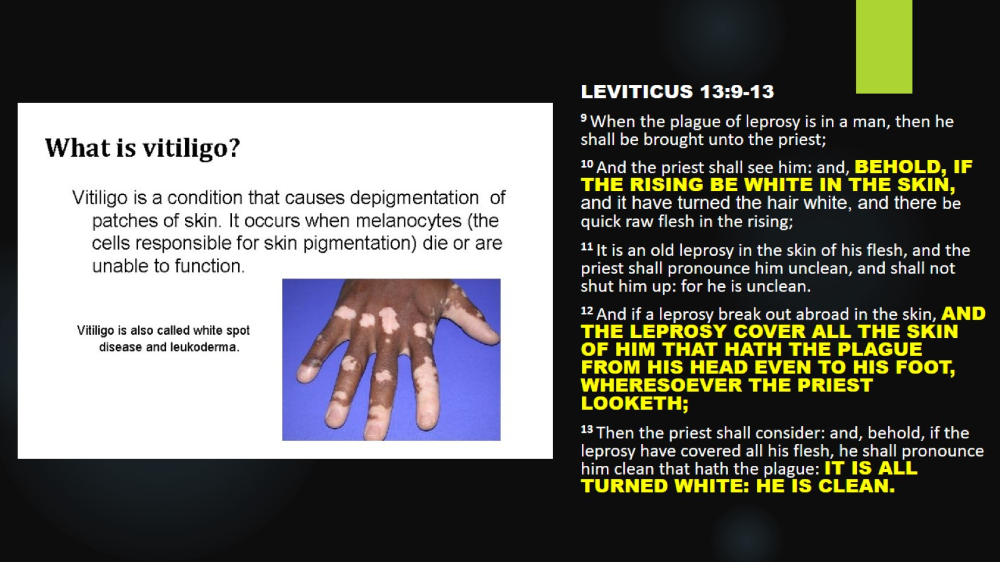 What is vitiligo?
Vitiligo is a condition that causes depigmentation  of
patches of skin. It occurs when melanocytes (the
cells responsible for skin pigmentation) die or are
unable to function.
Vitiligo is also called white spot
disease and leukoderma.
LEVITICUS 13:9-13
9 When the plague of leprosy is in a man, then he
shall be brought unto the priest;
10 And the priest shall see him: and, BEHOLD, IF
THE RISING BE WHITE IN THE SKIN,
and it have turned the hair white, and there be
quick raw flesh in the rising;
11 It is an old leprosy in the skin of his flesh, and the
priest shall pronounce him unclean, and shall not
shut him up: for he is unclean.
12 And if a leprosy break out abroad in the skin, AND
THE LEPROSY COVER ALL THE SKIN
OF HIM THAT HATH THE PLAGUE
FROM HIS HEAD EVEN TO HIS FOOT,
WHERESOEVER THE PRIEST
LOOKETH;
13 Then the priest shall consider: and, behold, if the
leprosy have covered all his flesh, he shall pronounce
him clean that hath the plague: IT IS ALL
TURNED WHITE: HE IS CLEAN.